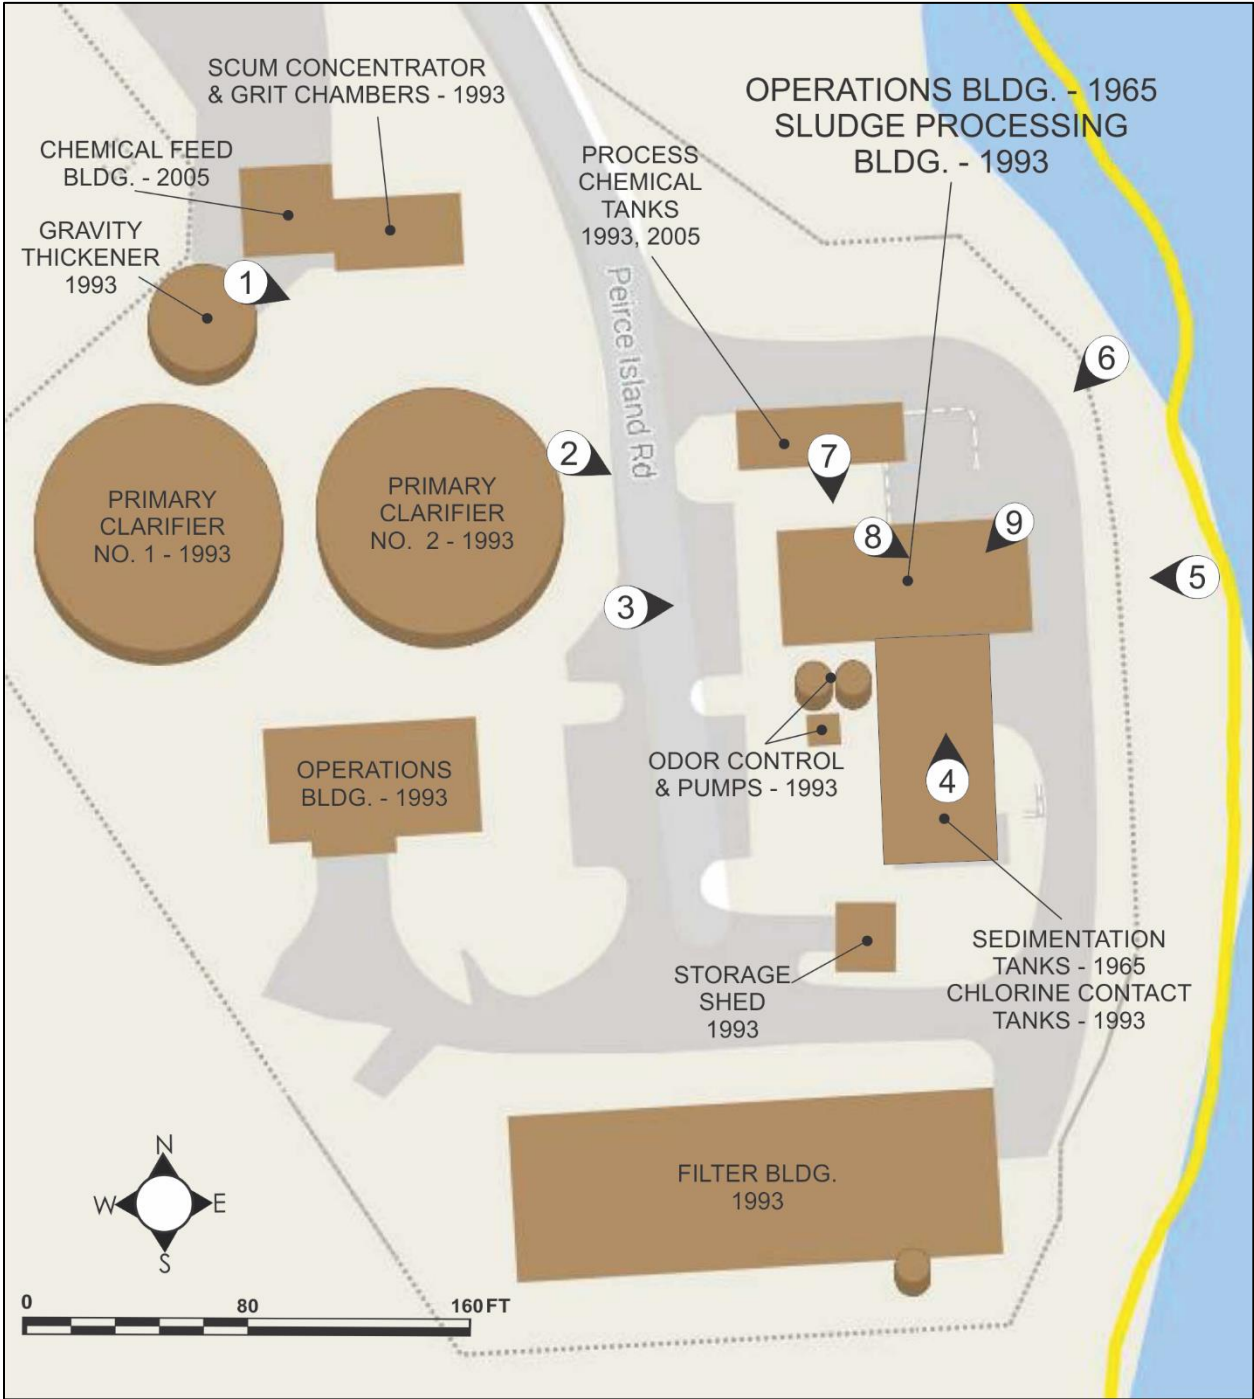 SCUM CONCENTRATOR
& GRIT CHAMBERS - 1993
OPERATIONS BLDG. - 1965
SLUDGE PROCESSING
BLDG. - 1993
CHEMICAL FEED
BLDG. - 2005
PROCESS
CHEMICAL
TANKS
1993, 2005
GRAVITY
THICKENER
1993
1
Peirce Island Rd
6
2
7
PRIMARY
CLARIFIER
NO. 1 - 1993
PRIMARY
CLARIFIER
NO. 2 - 1993
8
9
3
5
ODOR CONTROL
& PUMPS - 1993
OPERATIONS
BLDG. - 1993
4
STORAGE
SHED
1993
SEDIMENTATION
TANKS - 1965
CHLORINE CONTACT
TANKS - 1993
FILTER BLDG.
1993
N
W E
S
0 80 160 FT